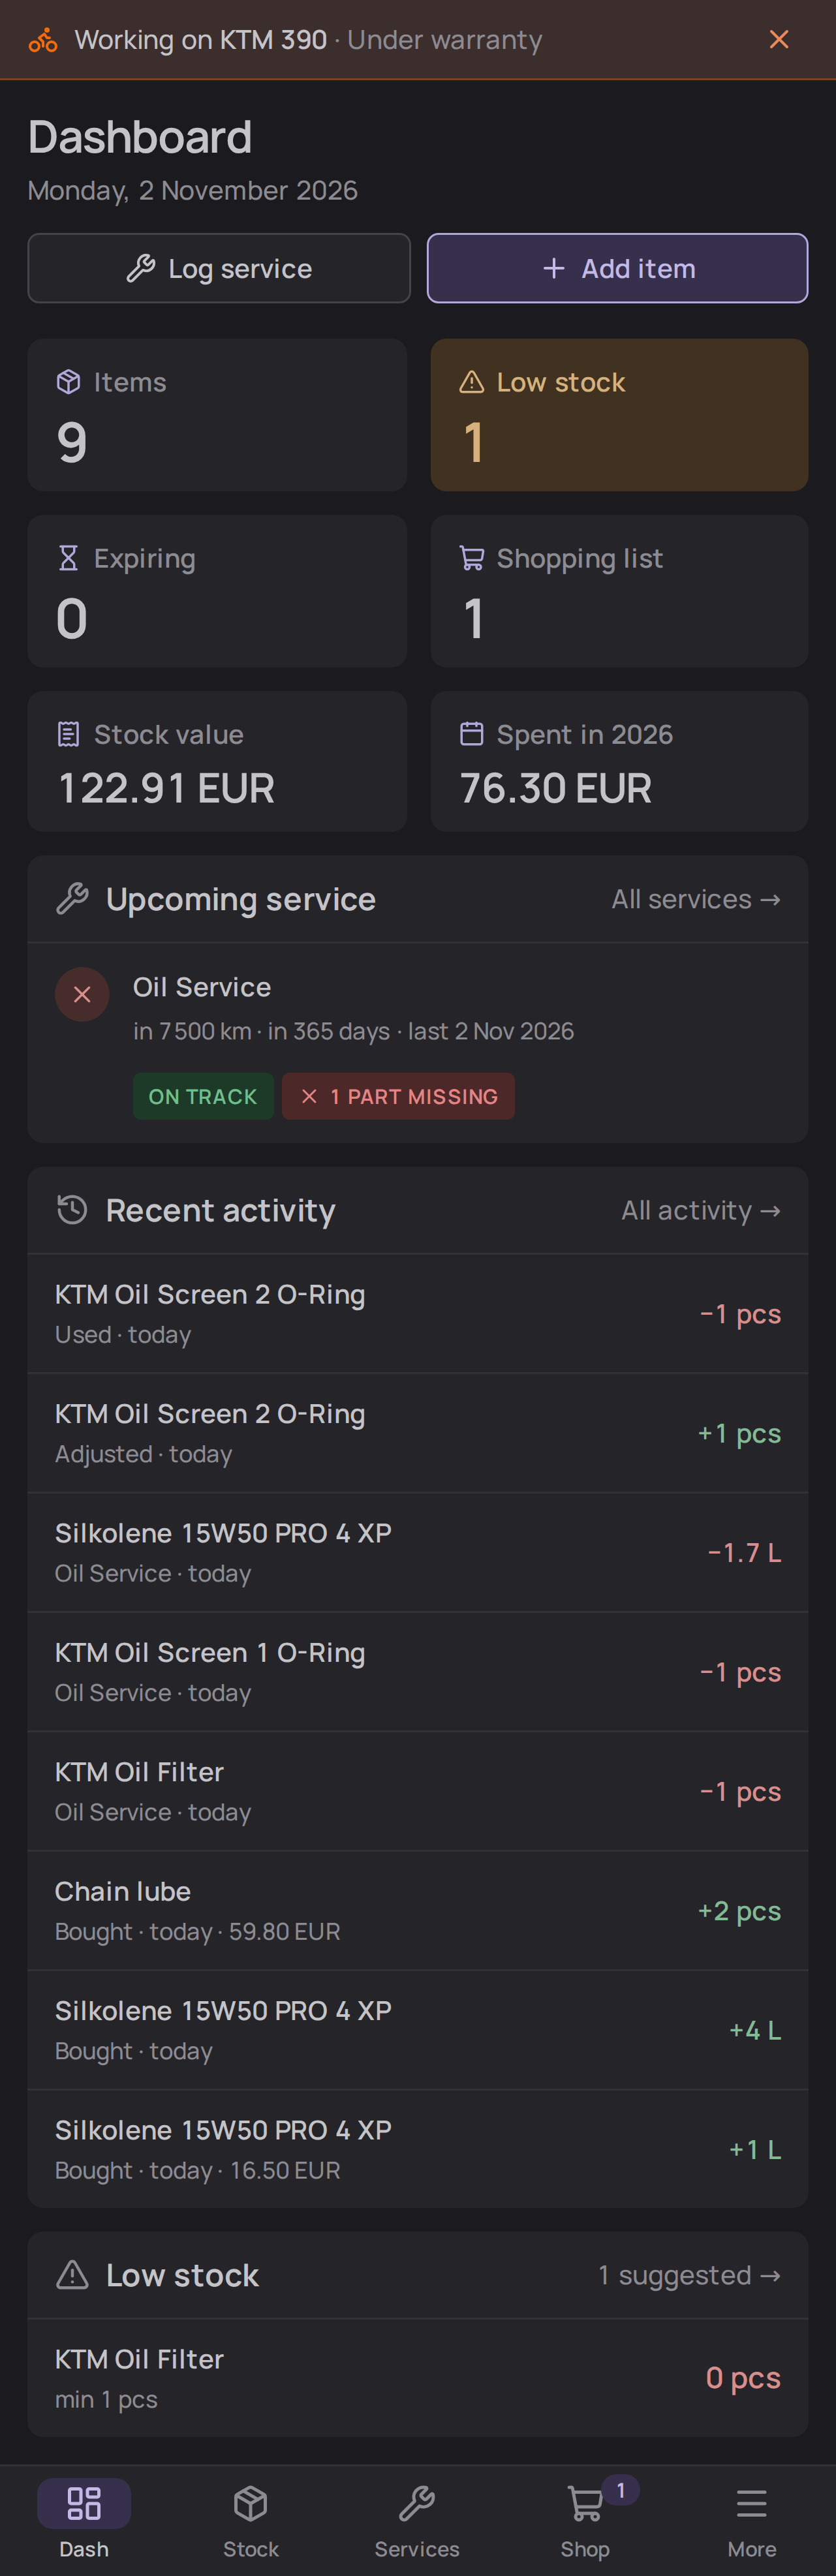 Working on KTM 390 · Under warranty
Dashboard
Monday, 2 November 2026
Log service
Add item
Items
9
Low stock
1
Expiring
0
Shopping list
1
Stock value
122.91 EUR
Spent in 2026
76.30 EUR
Upcoming service
All services →
Oil Service
in 7 500 km · in 365 days · last 2 Nov 2026
ON TRACK
1 PART MISSING
Recent activity
All activity →
KTM Oil Screen 2 O-Ring
−1 pcs
Used · today
KTM Oil Screen 2 O-Ring
+1 pcs
Adjusted · today
Silkolene 15W50 PRO 4 XP
−1.7 L
Oil Service · today
KTM Oil Screen 1 O-Ring
−1 pcs
Oil Service · today
KTM Oil Filter
−1 pcs
Oil Service · today
Chain lube
+2 pcs
Bought · today · 59.80 EUR
Silkolene 15W50 PRO 4 XP
+4 L
Bought · today
Silkolene 15W50 PRO 4 XP
+1 L
Bought · today · 16.50 EUR
Low stock
1 suggested →
KTM Oil Filter
0 pcs
min 1 pcs
1
Dash
Stock
Services
Shop
More